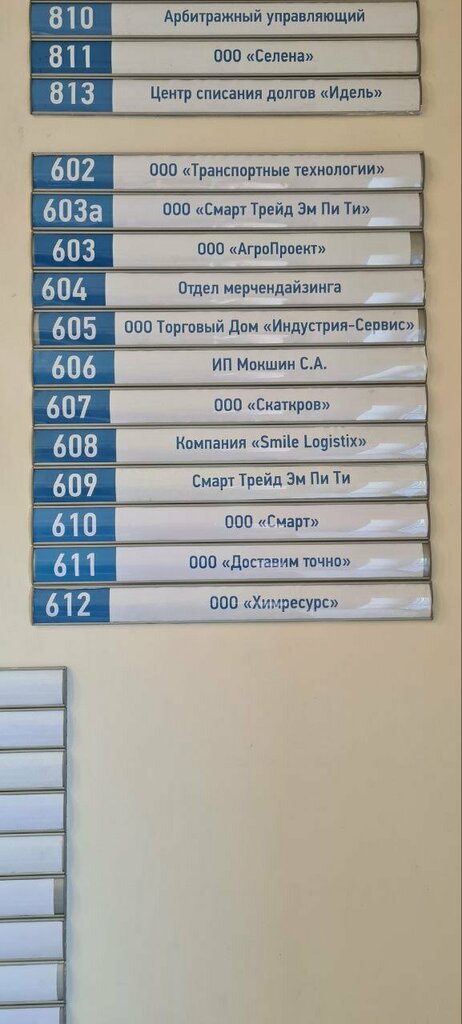 810 Арбитражный управляющий
811 ООО «Селена»
813 Центр списания долгов «Идель»
602 ООО «Транспортные технологии»
603а ООО «Смарт Трейд Эм Пи Ти»
603 ООО «АгроПроект»
604 Отдел мерчендайзинга
605 ООО Торговый Дом «Индустрия-Сервис»
606 ИП Мокшин С.А.
607 ООО «Скаткров»
608 Компания «Smile Logistix»
609 Смарт Трейд Эм Пи Ти
610 ООО «Смарт»
611 ООО «Доставим точно»
612 ООО «Химресурс»